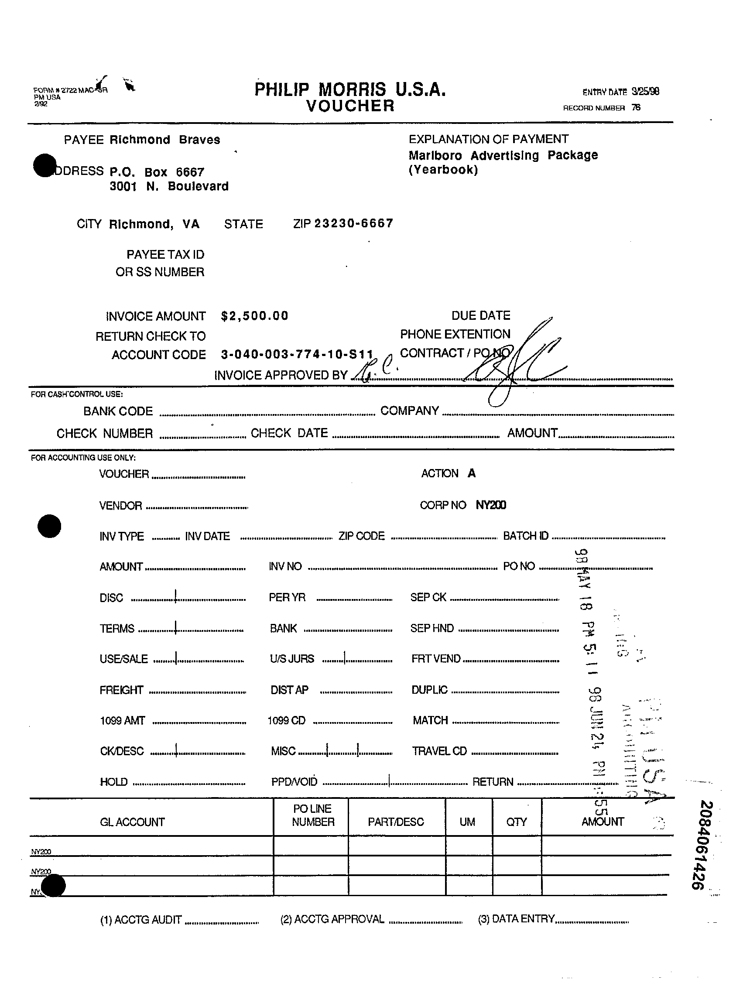 FORM # 2722 MAC-SR
PM USA
2/92
PHILIP MORRIS U.S.A.
VOUCHER
ENTRY DATE 3/25/98
RECORD NUMBER 76
PAYEE Richmond Braves
EXPLANATION OF PAYMENT
Marlboro Advertising Package
(Yearbook)
DDRESS P.O. Box 6667
3001 N. Boulevard
CITY Richmond, VA STATE ZIP 23230-6667
PAYEE TAX ID
OR SS NUMBER
INVOICE AMOUNT $2,500.00 DUE DATE
RETURN CHECK TO PHONE EXTENTION
ACCOUNT CODE 3-040-003-774-10-S11 CONTRACT / PO NO
INVOICE APPROVED BY
FOR CASH CONTROL USE:
BANK CODE COMPANY
CHECK NUMBER CHECK DATE AMOUNT
FOR ACCOUNTING USE ONLY:
VOUCHER ACTION A
VENDOR CORP NO NY200
INV TYPE INV DATE ZIP CODE BATCH ID
AMOUNT INV NO PO NO
DISC PER YR SEP CK
TERMS BANK SEP HND
USE/SALE U/S JURS FRT VEND
FREIGHT DIST AP DUPLIC
1099 AMT 1099 CD MATCH
CK/DESC MISC TRAVEL CD
HOLD PPD/VOID RETURN
98 MAY 18 PM 5:11
98 JUN 24 PM 1:55
PM USA
ACCOUNTING
GL ACCOUNT PO LINE NUMBER PART/DESC UM QTY AMOUNT
NY200
NY200
NY
(1) ACCTG AUDIT (2) ACCTG APPROVAL (3) DATA ENTRY
2084061426